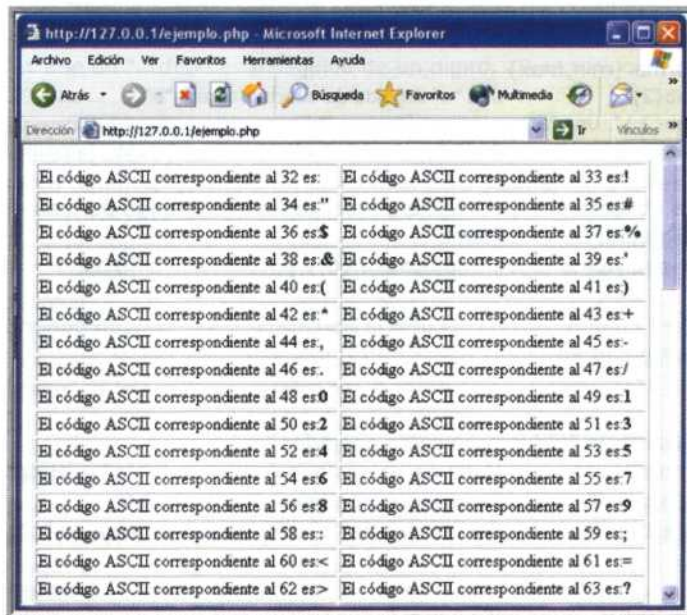 http://127.0.0.1/ejemplo.php - Microsoft Internet Explorer
Archivo Edición Ver Favoritos Herramientas Ayuda
Atrás Búsqueda Favoritos Multimedia
Dirección http://127.0.0.1/ejemplo.php Ir Vínculos »
El código ASCII correspondiente al 32 es: El código ASCII correspondiente al 33 es:!
El código ASCII correspondiente al 34 es:" El código ASCII correspondiente al 35 es:#
El código ASCII correspondiente al 36 es:$ El código ASCII correspondiente al 37 es:%
El código ASCII correspondiente al 38 es:& El código ASCII correspondiente al 39 es:'
El código ASCII correspondiente al 40 es:( El código ASCII correspondiente al 41 es:)
El código ASCII correspondiente al 42 es:* El código ASCII correspondiente al 43 es:+
El código ASCII correspondiente al 44 es:, El código ASCII correspondiente al 45 es:-
El código ASCII correspondiente al 46 es:. El código ASCII correspondiente al 47 es:/
El código ASCII correspondiente al 48 es:0 El código ASCII correspondiente al 49 es:1
El código ASCII correspondiente al 50 es:2 El código ASCII correspondiente al 51 es:3
El código ASCII correspondiente al 52 es:4 El código ASCII correspondiente al 53 es:5
El código ASCII correspondiente al 54 es:6 El código ASCII correspondiente al 55 es:7
El código ASCII correspondiente al 56 es:8 El código ASCII correspondiente al 57 es:9
El código ASCII correspondiente al 58 es:: El código ASCII correspondiente al 59 es:;
El código ASCII correspondiente al 60 es:< El código ASCII correspondiente al 61 es:=
El código ASCII correspondiente al 62 es:> El código ASCII correspondiente al 63 es:?